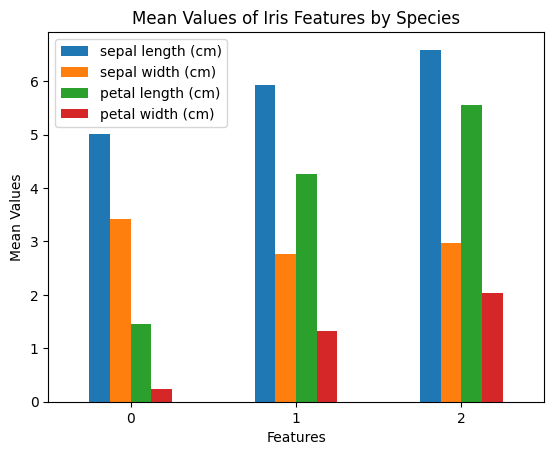 Mean Values of Iris Features by Species
sepal length (cm)
sepal width (cm)
petal length (cm)
petal width (cm)
Mean Values
6
5
4
3
2
1
0
0 1 2
Features